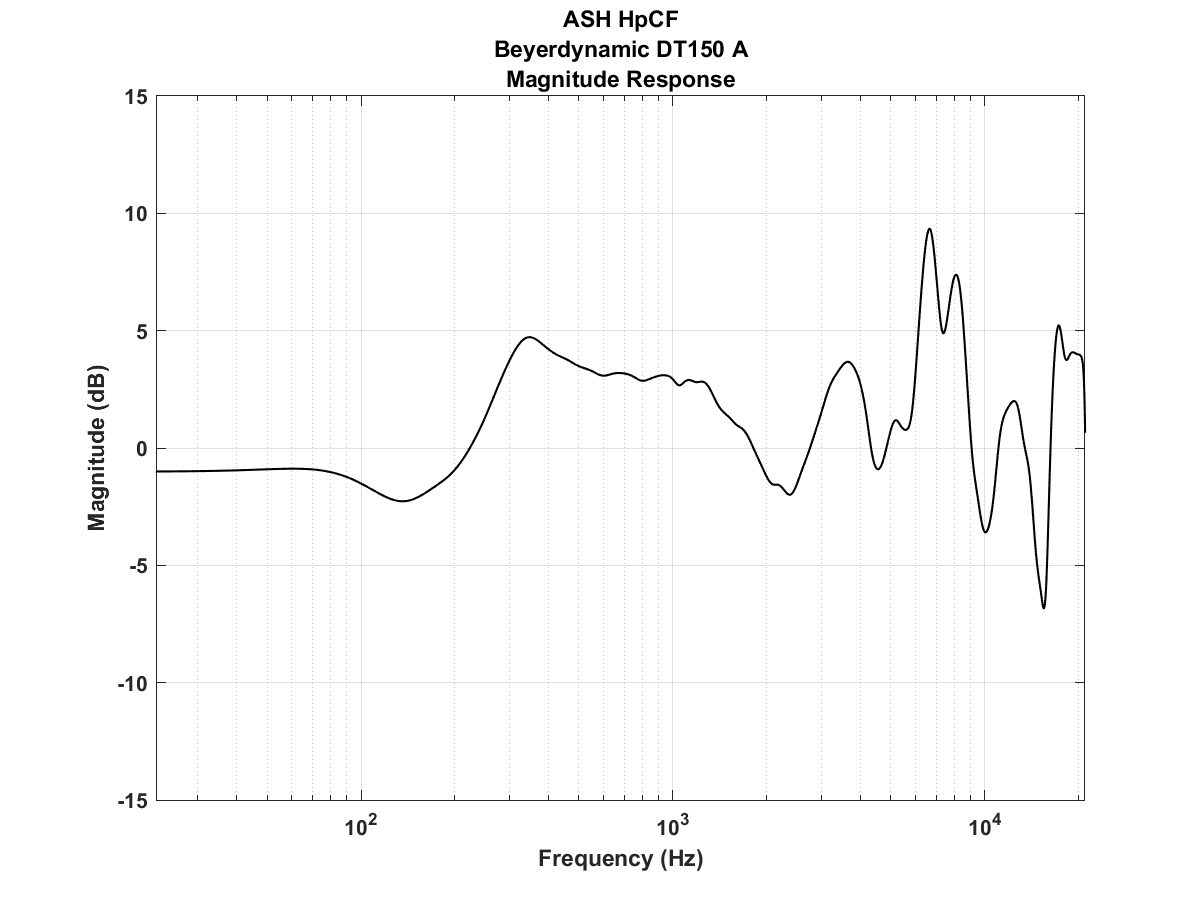 ASH HpCF
Beyerdynamic DT150 A
Magnitude Response
15
10
5
0
-5
-10
-15
Magnitude (dB)
10² 10³ 10⁴
Frequency (Hz)